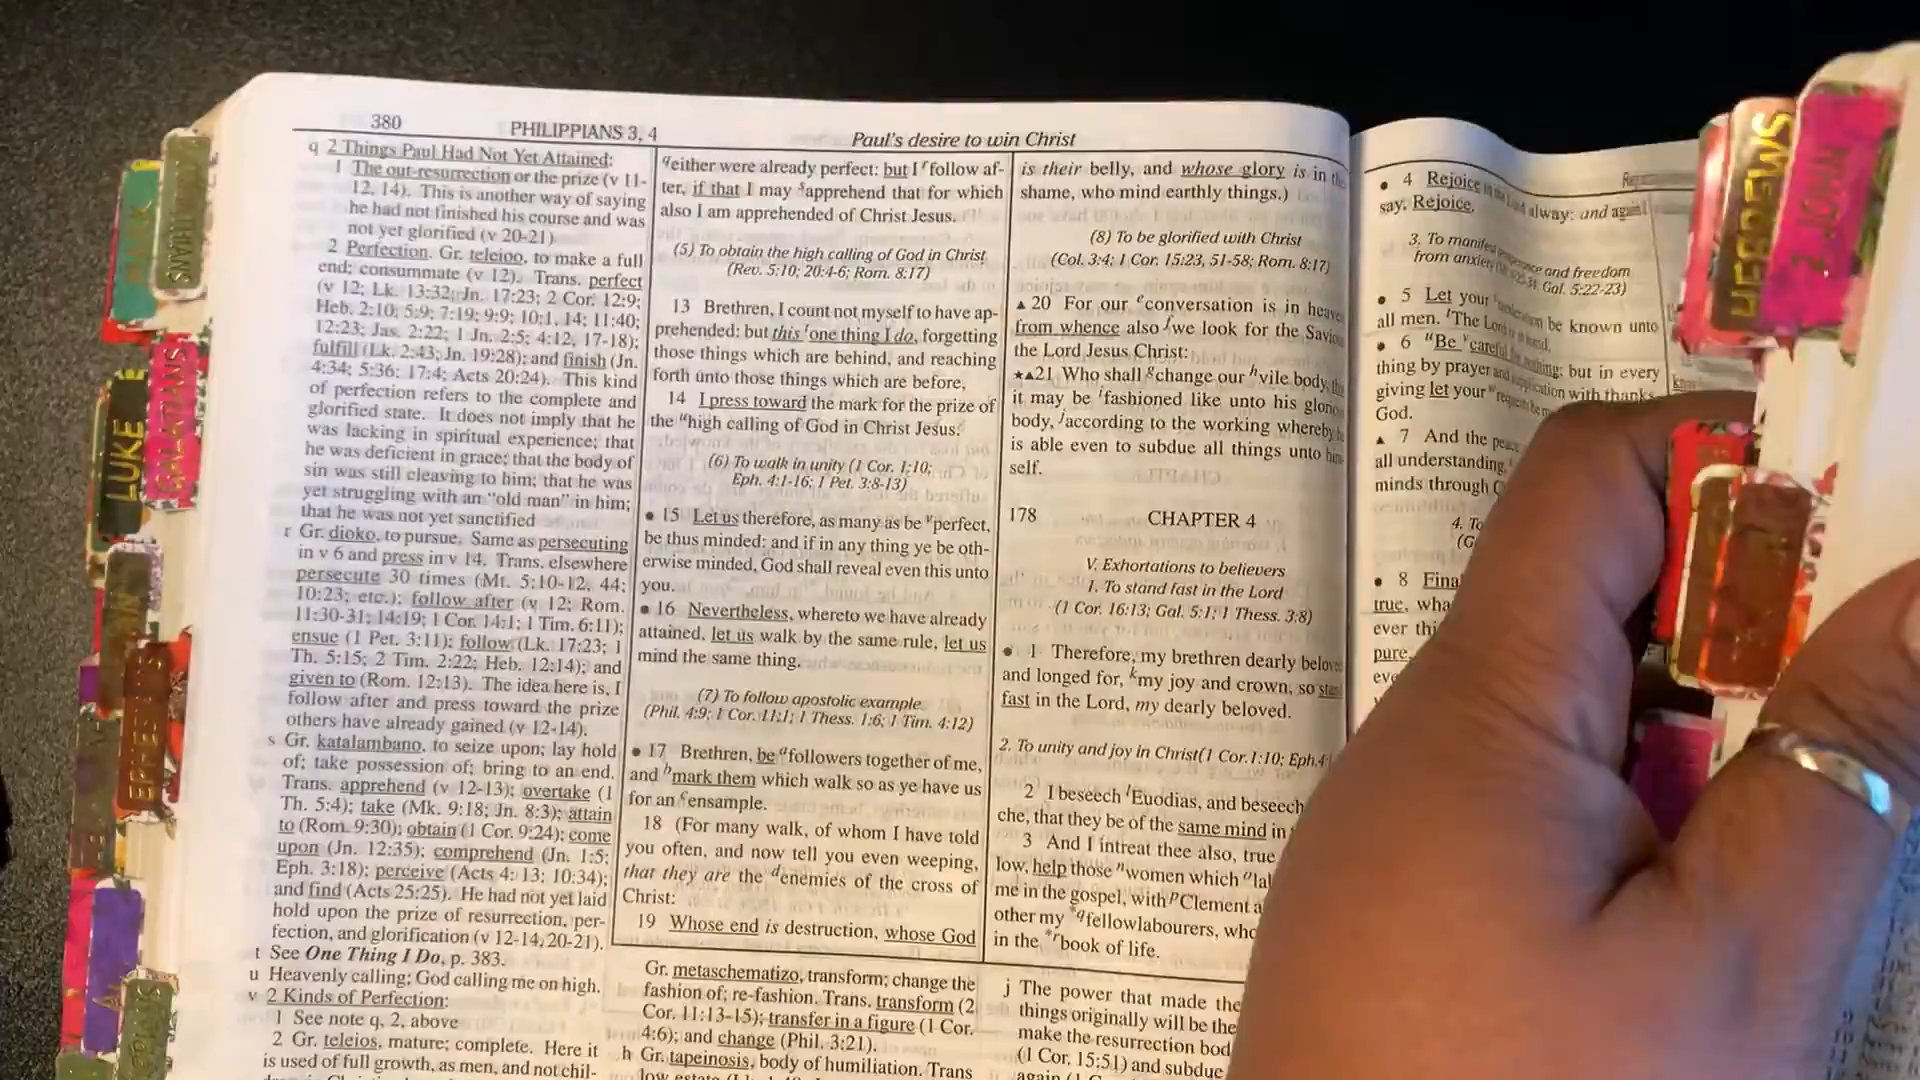 380
PHILIPPIANS 3, 4
Paul's desire to win Christ
q 2 Things Paul Had Not Yet Attained:
1 The out-resurrection or the prize (v 11-
12, 14). This is another way of saying
he had not finished his course and was
not yet glorified (v 20-21)
2 Perfection. Gr. teleioo, to make a full
end; consummate (v 12). Trans. perfect
(v 12; Lk. 13:32; Jn. 17:23; 2 Cor. 12:9;
Heb. 2:10; 5:9; 7:19; 9:9; 10:1, 14; 11:40;
12:23; Jas. 2:22; 1 Jn. 2:5; 4:12, 17-18);
fulfill (Lk. 2:43; Jn. 19:28); and finish (Jn.
4:34; 5:36; 17:4; Acts 20:24). This kind
of perfection refers to the complete and
glorified state. It does not imply that he
was lacking in spiritual experience; that
he was deficient in grace; that the body of
sin was still cleaving to him; that he was
yet struggling with an "old man" in him;
that he was not yet sanctified
r Gr. dioko, to pursue. Same as persecuting
in v 6 and press in v 14. Trans. elsewhere
persecute 30 times (Mt. 5:10-12, 44;
10:23; etc.); follow after (v 12; Rom.
11:30-31; 14:19; 1 Cor. 14:1; 1 Tim. 6:11);
ensue (1 Pet. 3:11); follow (Lk. 17:23; 1
Th. 5:15; 2 Tim. 2:22; Heb. 12:14); and
given to (Rom. 12:13). The idea here is, I
follow after and press toward the prize
others have already gained (v 12-14).
s Gr. katalambano, to seize upon; lay hold
of; take possession of; bring to an end.
Trans. apprehend (v 12-13); overtake (1
Th. 5:4); take (Mk. 9:18; Jn. 8:3); attain
to (Rom. 9:30); obtain (1 Cor. 9:24); come
upon (Jn. 12:35); comprehend (Jn. 1:5;
Eph. 3:18); perceive (Acts 4: 13; 10:34);
and find (Acts 25:25). He had not yet laid
hold upon the prize of resurrection, per-
fection, and glorification (v 12-14, 20-21).
t See One Thing I Do, p. 383.
u Heavenly calling; God calling me on high.
v 2 Kinds of Perfection:
1 See note q, 2, above
2 Gr. teleios, mature; complete. Here it
is used of full growth, as men, and not chil-
qeither were already perfect: but I rfollow af-
ter, if that I may sapprehend that for which
also I am apprehended of Christ Jesus.
(5) To obtain the high calling of God in Christ
(Rev. 5:10; 20:4-6; Rom. 8:17)
13 Brethren, I count not myself to have ap-
prehended: but this tone thing I do, forgetting
those things which are behind, and reaching
forth unto those things which are before,
14 I press toward the mark for the prize of
the uhigh calling of God in Christ Jesus.
(6) To walk in unity (1 Cor. 1:10;
Eph. 4:1-16; 1 Pet. 3:8-13)
• 15 Let us therefore, as many as be vperfect,
be thus minded: and if in any thing ye be oth-
erwise minded, God shall reveal even this unto
you.
• 16 Nevertheless, whereto we have already
attained, let us walk by the same rule, let us
mind the same thing.
(7) To follow apostolic example
(Phil. 4:9; 1 Cor. 11:1; 1 Thess. 1:6; 1 Tim. 4:12)
• 17 Brethren, be afollowers together of me,
and bmark them which walk so as ye have us
for an censample.
18 (For many walk, of whom I have told
you often, and now tell you even weeping,
that they are the denemies of the cross of
Christ:
19 Whose end is destruction, whose God
Gr. metaschematizo, transform; change the
fashion of; re-fashion. Trans. transform (2
Cor. 11:13-15); transfer in a figure (1 Cor.
4:6); and change (Phil. 3:21).
h Gr. tapeinosis, body of humiliation. Trans
is their belly, and whose glory is in the
shame, who mind earthly things.)
(8) To be glorified with Christ
(Col. 3:4; 1 Cor. 15:23, 51-58; Rom. 8:17)
▲ 20 For our econversation is in heave
from whence also fwe look for the Savio
the Lord Jesus Christ:
★▲21 Who shall gchange our hvile body, th
it may be ifashioned like unto his glorio
body, jaccording to the working whereby
is able even to subdue all things unto him
self.
178 CHAPTER 4
V. Exhortations to believers
1. To stand fast in the Lord
(1 Cor. 16:13; Gal. 5:1; 1 Thess. 3:8)
• 1 Therefore, my brethren dearly belove
and longed for, kmy joy and crown, so stan
fast in the Lord, my dearly beloved.
2. To unity and joy in Christ(1 Cor.1:10; Eph.4:
2 I beseech lEuodias, and beseech
che, that they be of the same mind in
3 And I intreat thee also, true
low, help those nwomen which olal
me in the gospel, with pClement a
other my *qfellowlabourers, who
in the *rbook of life.
j The power that made the
things originally will be the
make the resurrection bod
(1 Cor. 15:51) and subdue
• 4 Rejoice in the Lord alway: and again I
say, Rejoice.
3. To manifest and freedom
from anxiety Gal. 5:22-23)
• 5 Let your be known unto
all men. The Lord is at hand.
• 6 "Be careful for nothing; but in every
thing by prayer and supplication with thanks
giving let your requests be
God.
▲ 7 And the peace
all understanding,
minds through
4. To
• 8 Fina
true, wha
ever thi
pure,
eve
MARK
LUKE
GALATIANS
EPHESIANS
HEBREWS
2 JOHN